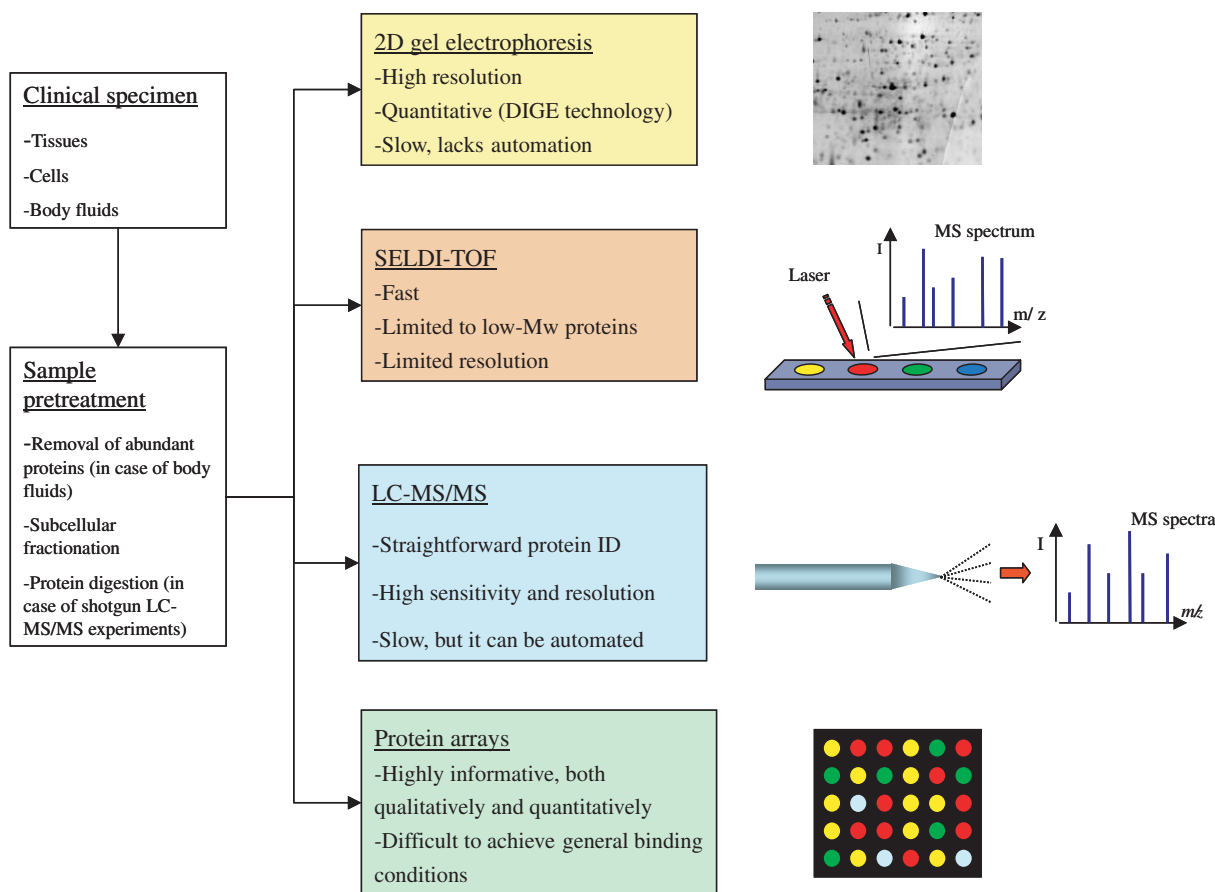 Clinical specimen
-Tissues
-Cells
-Body fluids
Sample
pretreatment
-Removal of abundant
proteins (in case of body
fluids)
-Subcellular
fractionation
-Protein digestion (in
case of shotgun LC-
MS/MS experiments)
2D gel electrophoresis
-High resolution
-Quantitative (DIGE technology)
-Slow, lacks automation
SELDI-TOF
-Fast
-Limited to low-Mw proteins
-Limited resolution
MS spectrum
I
Laser
m/ z
LC-MS/MS
-Straightforward protein ID
-High sensitivity and resolution
-Slow, but it can be automated
MS spectra
I
m/z
Protein arrays
-Highly informative, both
qualitatively and quantitatively
-Difficult to achieve general binding
conditions